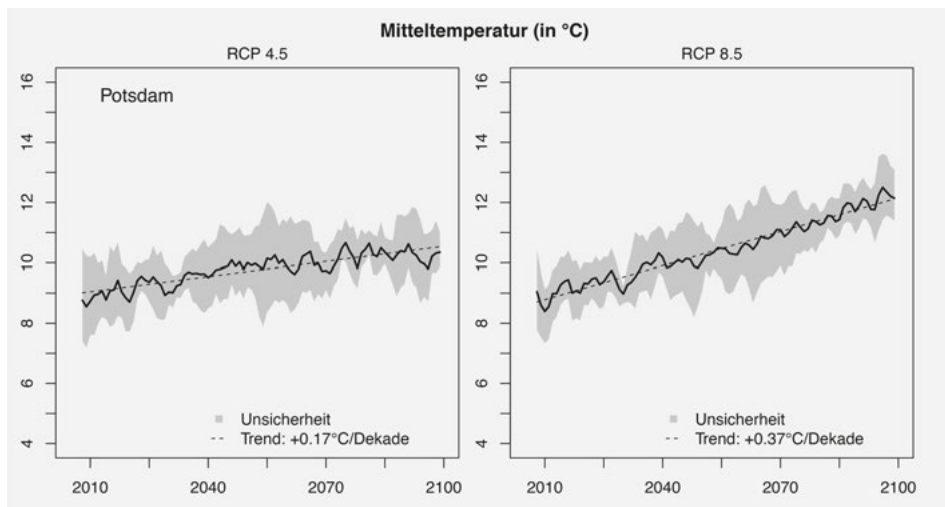 Mitteltemperatur (in °C)
RCP 4.5
RCP 8.5
Potsdam
16
14
12
10
8
6
4
Unsicherheit
Trend: +0.17°C/Dekade
2010
2040
2070
2100
16
14
12
10
8
6
4
Unsicherheit
Trend: +0.37°C/Dekade
2010
2040
2070
2100